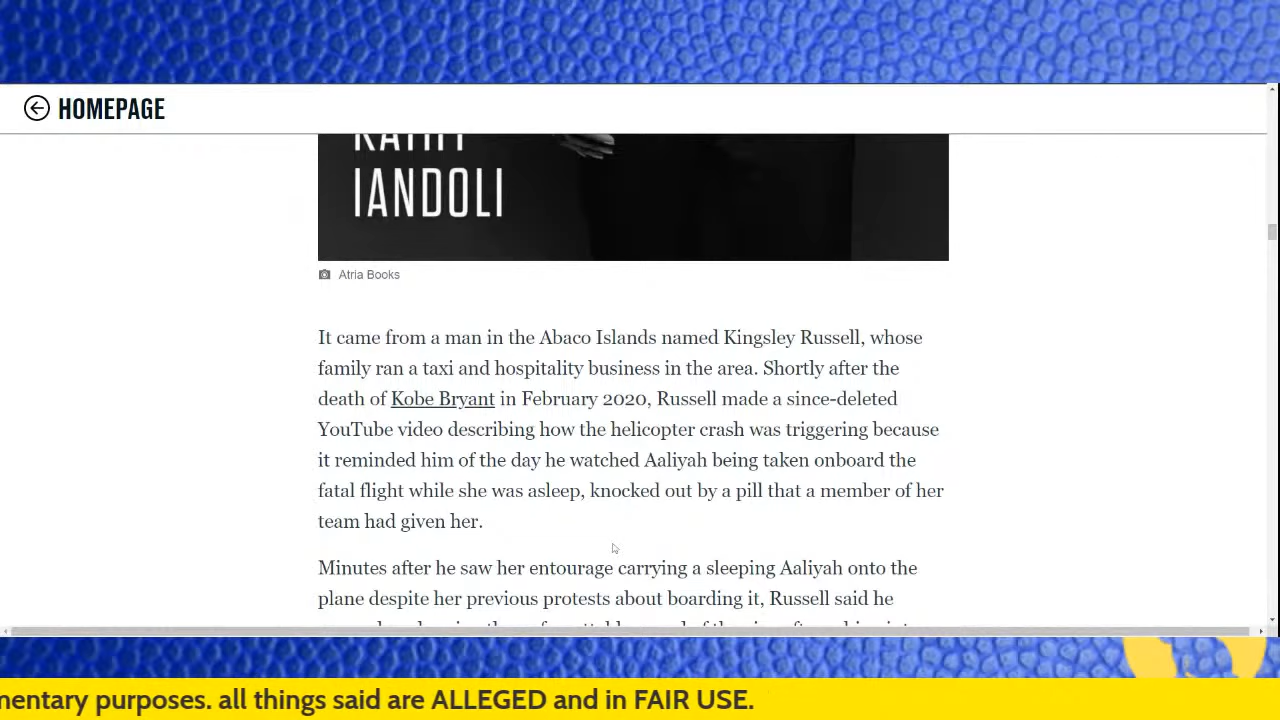 HOMEPAGE
IANDOLI
Atria Books
It came from a man in the Abaco Islands named Kingsley Russell, whose
family ran a taxi and hospitality business in the area. Shortly after the
death of Kobe Bryant in February 2020, Russell made a since-deleted
YouTube video describing how the helicopter crash was triggering because
it reminded him of the day he watched Aaliyah being taken onboard the
fatal flight while she was asleep, knocked out by a pill that a member of her
team had given her.
Minutes after he saw her entourage carrying a sleeping Aaliyah onto the
plane despite her previous protests about boarding it, Russell said he
mentary purposes. all things said are ALLEGED and in FAIR USE.